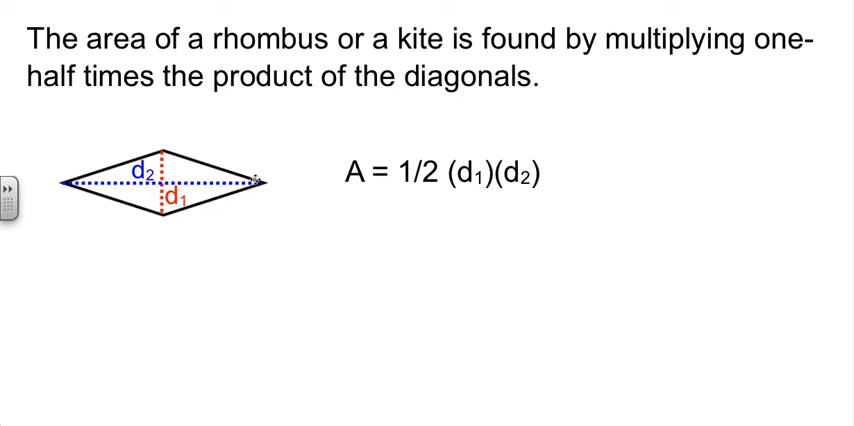 The area of a rhombus or a kite is found by multiplying one-
half times the product of the diagonals.
d₂
A = 1/2 (d₁)(d₂)
d₁